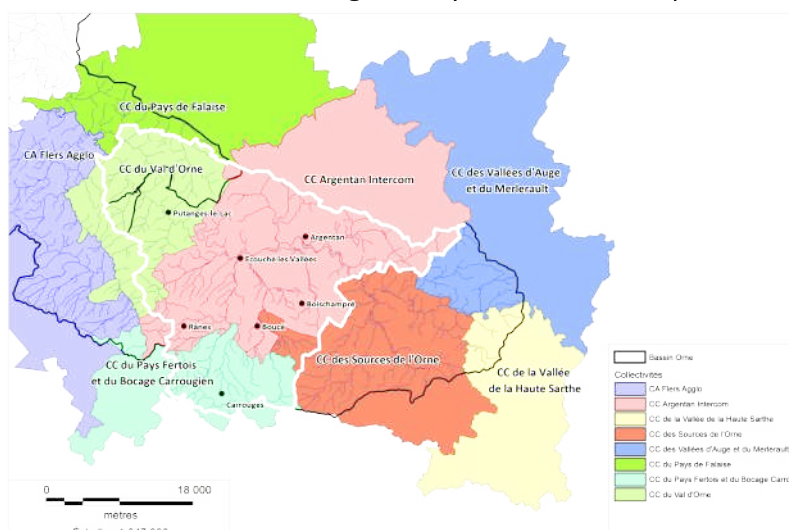 CC du Pays de Falaise
CA Flers Agglo
CC du Val d'Orne
CC Argentan Intercom
CC des Vallées d'Auge
et du Merlerault
Putanges-le-Lac
Argentan
Ecouché-les-Vallées
Boischampré
Rânes
Boucé
CC des Sources de l'Orne
CC du Pays Fertois
et du Bocage Carrougien
CC de la Vallée
de la Haute Sarthe
Carrouges
Bassin Orne
Collectivités
CA Flers Agglo
CC Argentan Intercom
CC de la Vallée de la Haute Sarthe
CC des Sources de l'Orne
CC des Vallées d'Auge et du Merlerault
CC du Pays de Falaise
CC du Pays Fertois et du Bocage Carro
CC du Val d'Orne
0 18 000
mètres